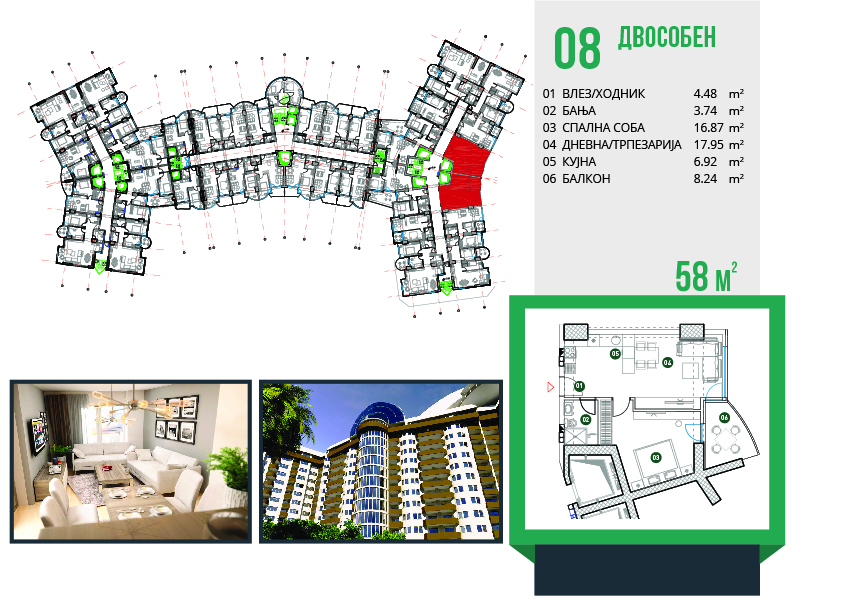 08 ДВОСОБЕН
01 ВЛЕЗ/ХОДНИК 4.48 m²
02 БАЊА 3.74 m²
03 СПАЛНА СОБА 16.87 m²
04 ДНЕВНА/ТРПЕЗАРИЈА 17.95 m²
05 КУЈНА 6.92 m²
06 БАЛКОН 8.24 m²
58 м²
05
04
01
02
06
03